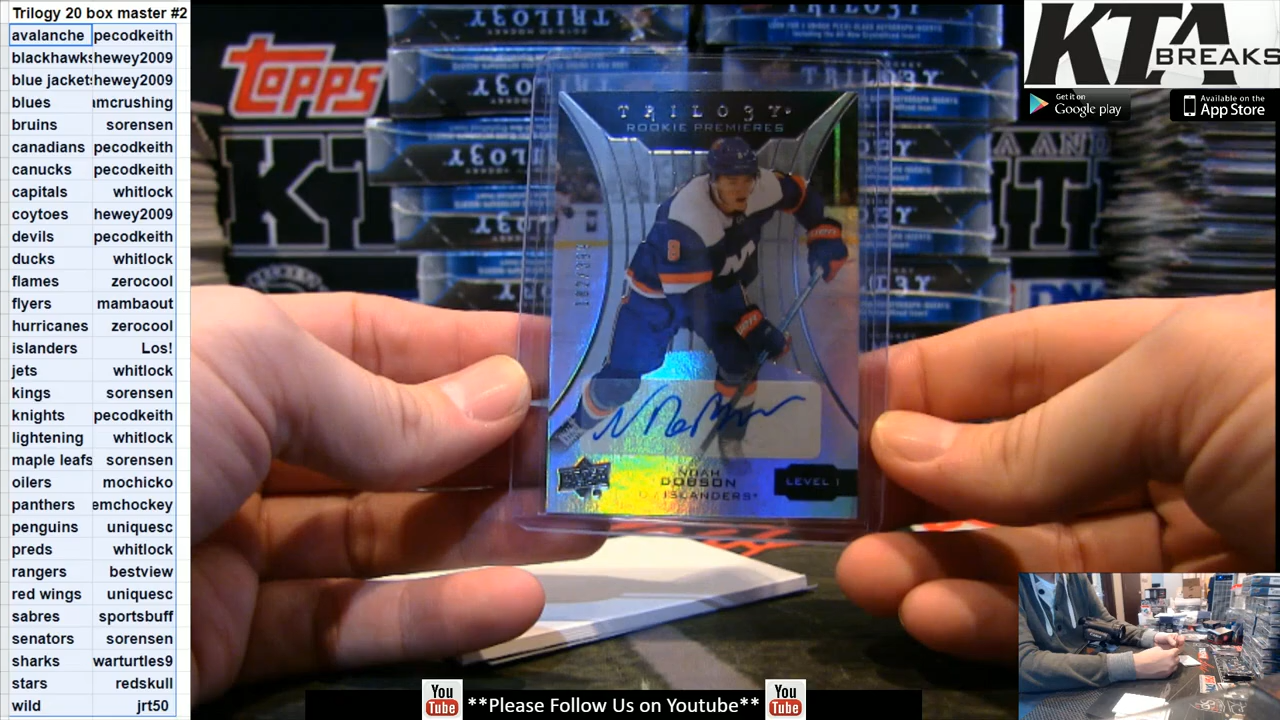 Trilogy 20 box master #2
avalanche pecodkeith
blackhawks hewey2009
blue jackets hewey2009
blues amcrushing
bruins sorensen
canadians pecodkeith
canucks pecodkeith
capitals whitlock
coytoes hewey2009
devils pecodkeith
ducks whitlock
flames zerocool
flyers mambaout
hurricanes zerocool
islanders Los!
jets whitlock
kings sorensen
knights pecodkeith
lightening whitlock
maple leafs sorensen
oilers mochicko
panthers emchockey
penguins uniquesc
preds whitlock
rangers bestview
red wings uniquesc
sabres sportsbuff
senators sorensen
sharks warturtles9
stars redskull
wild jrt50
KTA BREAKS
Get it on Google play
Available on the App Store
TOPPS
TRILOGY
TRILOGY
ROOKIE PREMIERES
8
NOAH
DOBSON
ISLANDERS
LEVEL 1
You Tube **Please Follow Us on Youtube** You Tube